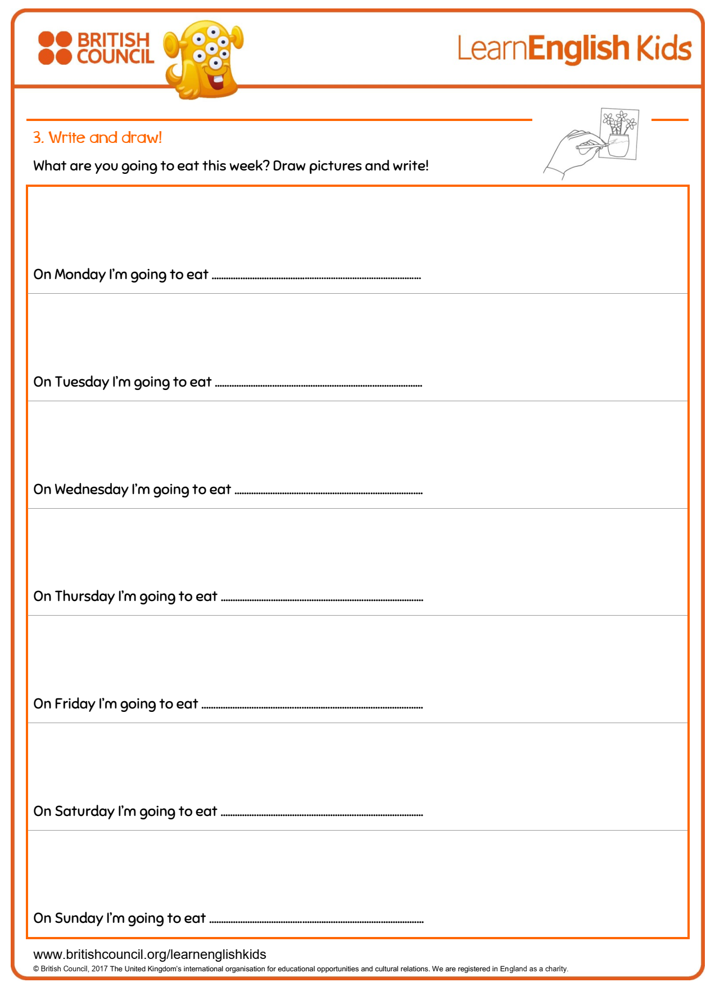 BRITISH
COUNCIL
LearnEnglish Kids
3. Write and draw!
What are you going to eat this week? Draw pictures and write!
On Monday I’m going to eat ........................................................................................
On Tuesday I’m going to eat .......................................................................................
On Wednesday I’m going to eat ...............................................................................
On Thursday I’m going to eat .....................................................................................
On Friday I’m going to eat .............................................................................................
On Saturday I’m going to eat .....................................................................................
On Sunday I’m going to eat ..........................................................................................
www.britishcouncil.org/learnenglishkids
© British Council, 2017 The United Kingdom’s international organisation for educational opportunities and cultural relations. We are registered in England as a charity.